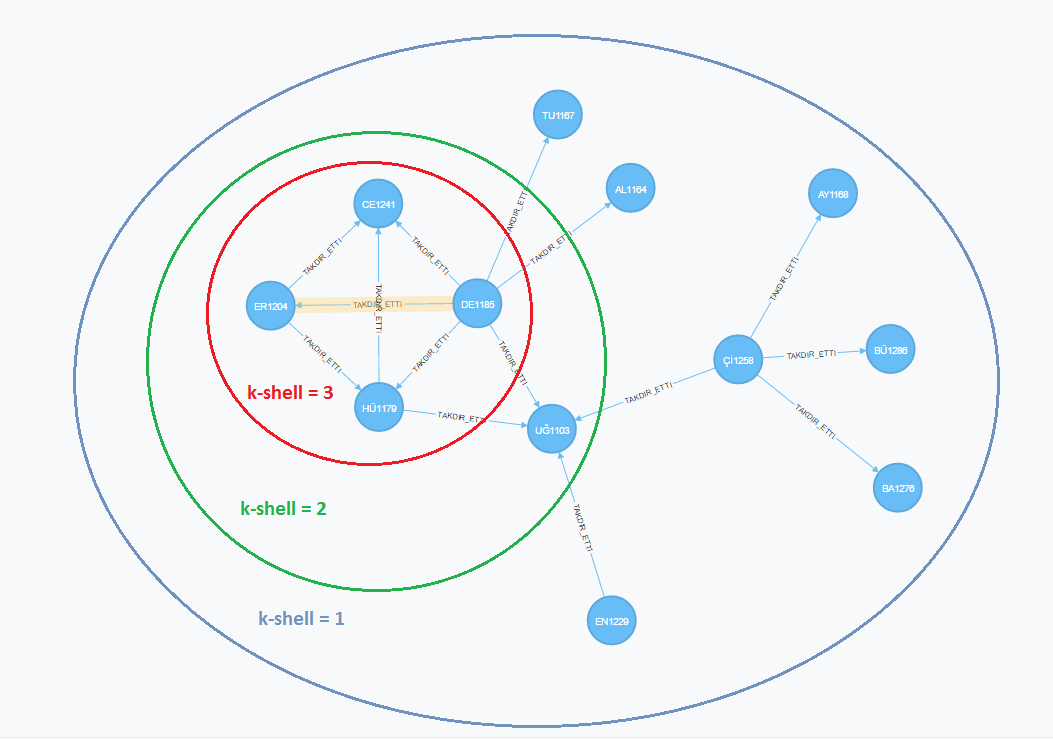 TU1167
AL1164
AY1168
CE1241
TAKDIR_ETTI
TAKDIR_ETTI
TAKDIR_ETTI
TAKDIR_ETTI
TAKDIR_ETTI
ER1204
TAKDIR_ETTI
TAKDIR_ETTI
DE1185
TAKDIR_ETTI
TAKDIR_ETTI
TAKDIR_ETTI
Çİ1258
TAKDIR_ETTI
BÜ1286
k-shell = 3
TAKDIR_ETTI
HÜ1179
TAKDIR_ETTI
UĞ1103
TAKDIR_ETTI
BA1276
k-shell = 2
TAKDIR_ETTI
k-shell = 1
EN1229